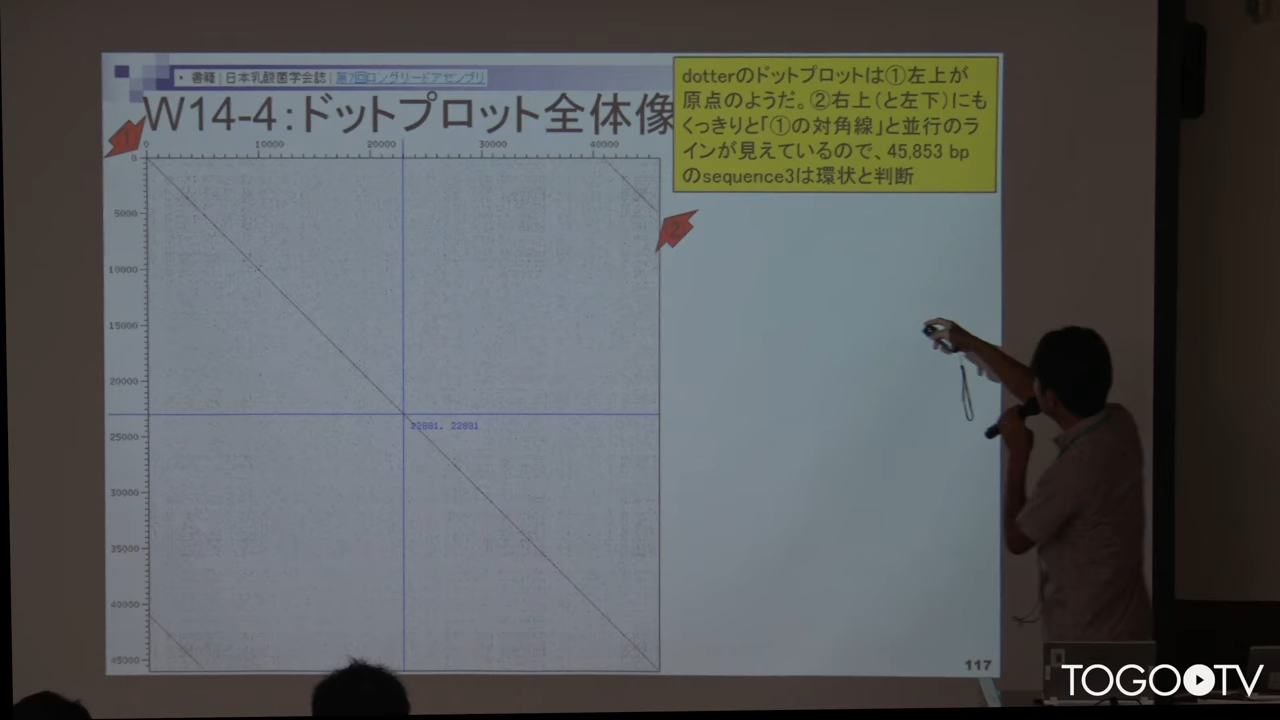 ・ 書籍 | 日本乳酸菌学会誌 | 第7回ロングリードアセンブリ
W14-4：ドットプロット全体像
dotterのドットプロットは①左上が
原点のようだ。②右上（と左下）にも
くっきりと「①の対角線」と並行のラ
インが見えているので、45,853 bp
のsequence3は環状と判断
1
0 10000 20000 30000 40000
0
5000
2
10000
15000
20000
22801, 22801
25000
30000
35000
40000
45000
117
TOGOTV